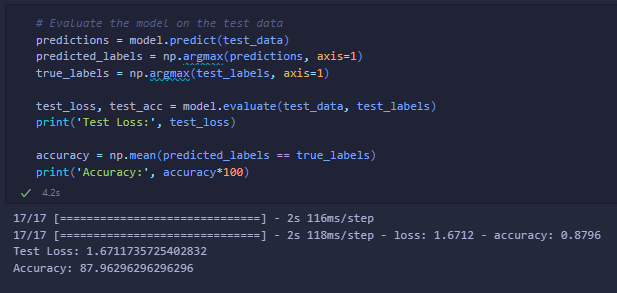 # Evaluate the model on the test data
predictions = model.predict(test_data)
predicted_labels = np.argmax(predictions, axis=1)
true_labels = np.argmax(test_labels, axis=1)
test_loss, test_acc = model.evaluate(test_data, test_labels)
print('Test Loss:', test_loss)
accuracy = np.mean(predicted_labels == true_labels)
print('Accuracy:', accuracy*100)
4.2s
17/17 [==============================] - 2s 116ms/step
17/17 [==============================] - 2s 118ms/step - loss: 1.6712 - accuracy: 0.8796
Test Loss: 1.6711735725402832
Accuracy: 87.96296296296296